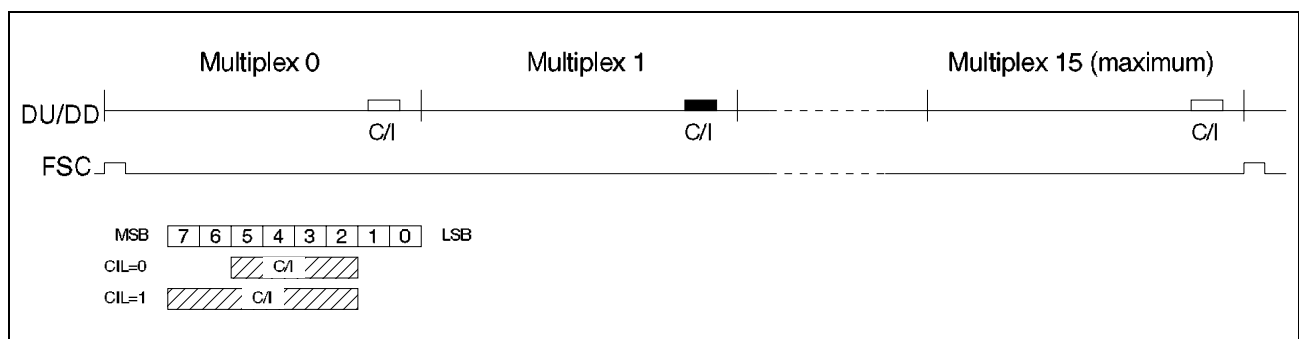 Multiplex 0 Multiplex 1 Multiplex 15 (maximum)
DU/DD
C/I C/I C/I
FSC
MSB 7 6 5 4 3 2 1 0 LSB
CIL=0 C/I
CIL=1 C/I